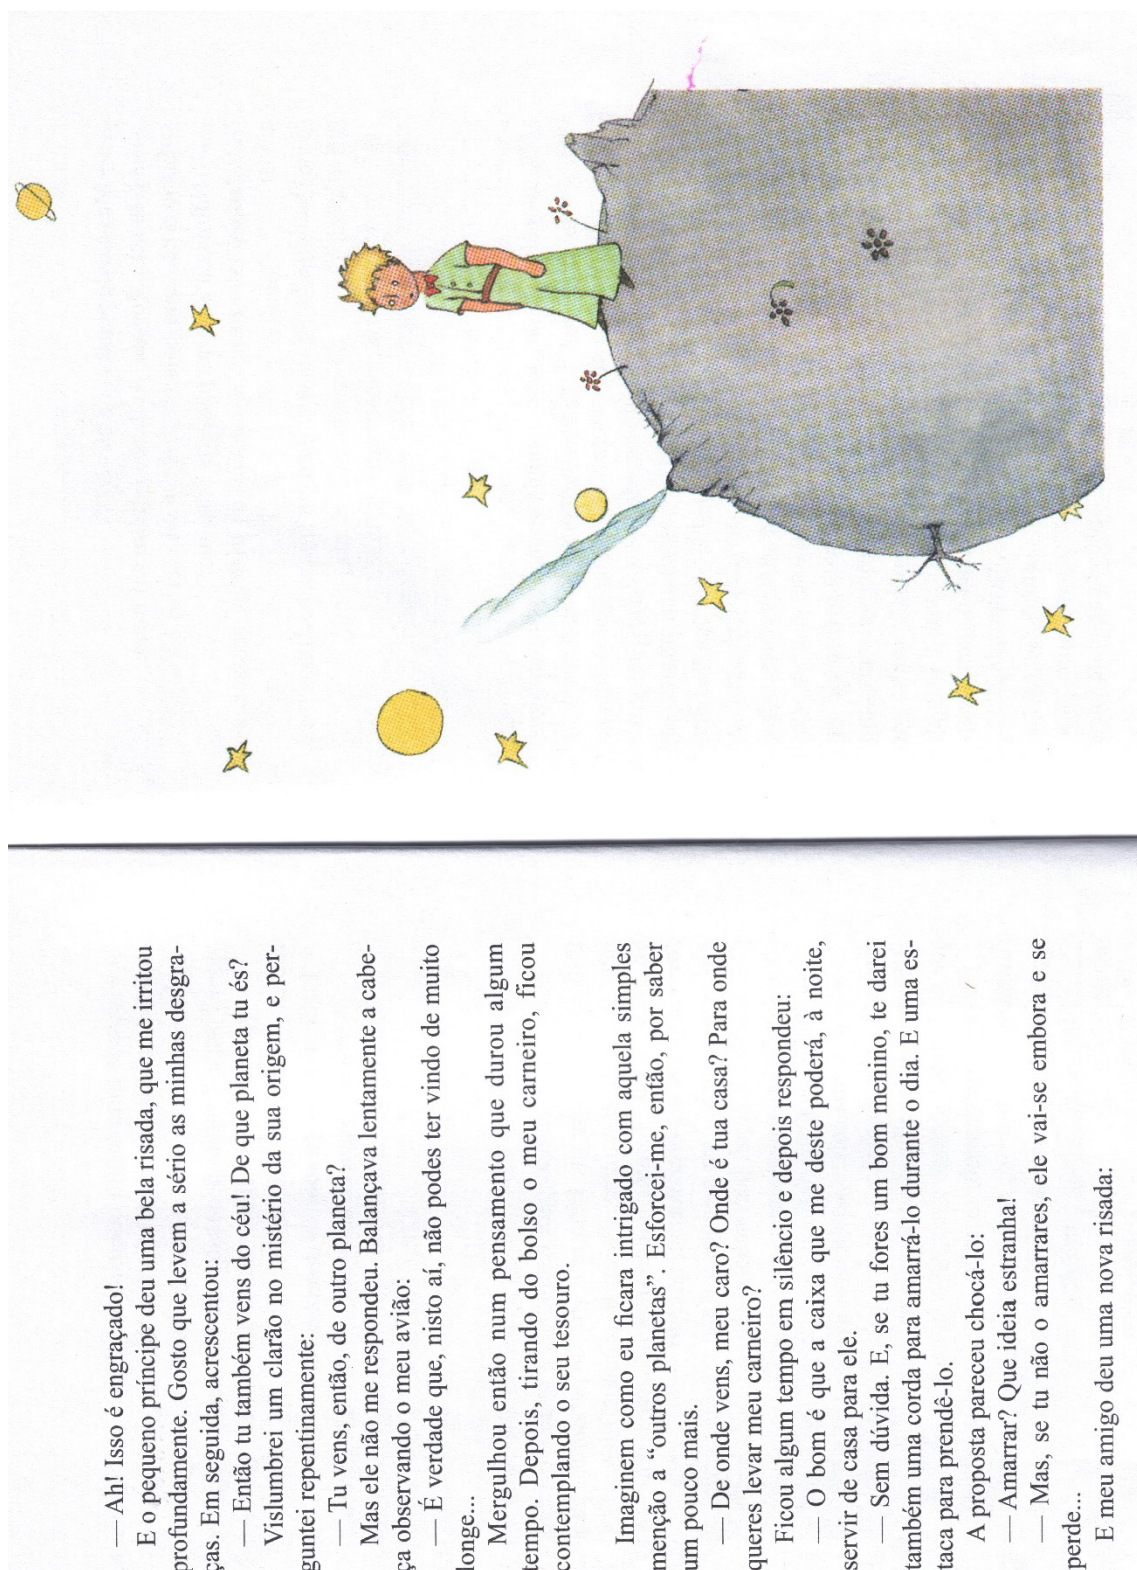 — Ah! Isso é engraçado!
E o pequeno príncipe deu uma bela risada, que me irritou
profundamente. Gosto que levem a sério as minhas desgra-
ças. Em seguida, acrescentou:
— Então tu também vens do céu! De que planeta tu és?
Vislumbrei um clarão no mistério da sua origem, e per-
guntei repentinamente:
— Tu vens, então, de outro planeta?
Mas ele não me respondeu. Balançava lentamente a cabe-
ça observando o meu avião:
— É verdade que, nisto aí, não podes ter vindo de muito
longe...
Mergulhou então num pensamento que durou algum
tempo. Depois, tirando do bolso o meu carneiro, ficou
contemplando o seu tesouro.
Imaginem como eu ficara intrigado com aquela simples
menção a “outros planetas”. Esforcei-me, então, por saber
um pouco mais.
— De onde vens, meu caro? Onde é tua casa? Para onde
queres levar meu carneiro?
Ficou algum tempo em silêncio e depois respondeu:
— O bom é que a caixa que me deste poderá, à noite,
servir de casa para ele.
— Sem dúvida. E, se tu fores um bom menino, te darei
também uma corda para amarrá-lo durante o dia. E uma es-
taca para prendê-lo.
A proposta pareceu chocá-lo:
— Amarrar? Que ideia estranha!
— Mas, se tu não o amarrares, ele vai-se embora e se
perde...
E meu amigo deu uma nova risada: